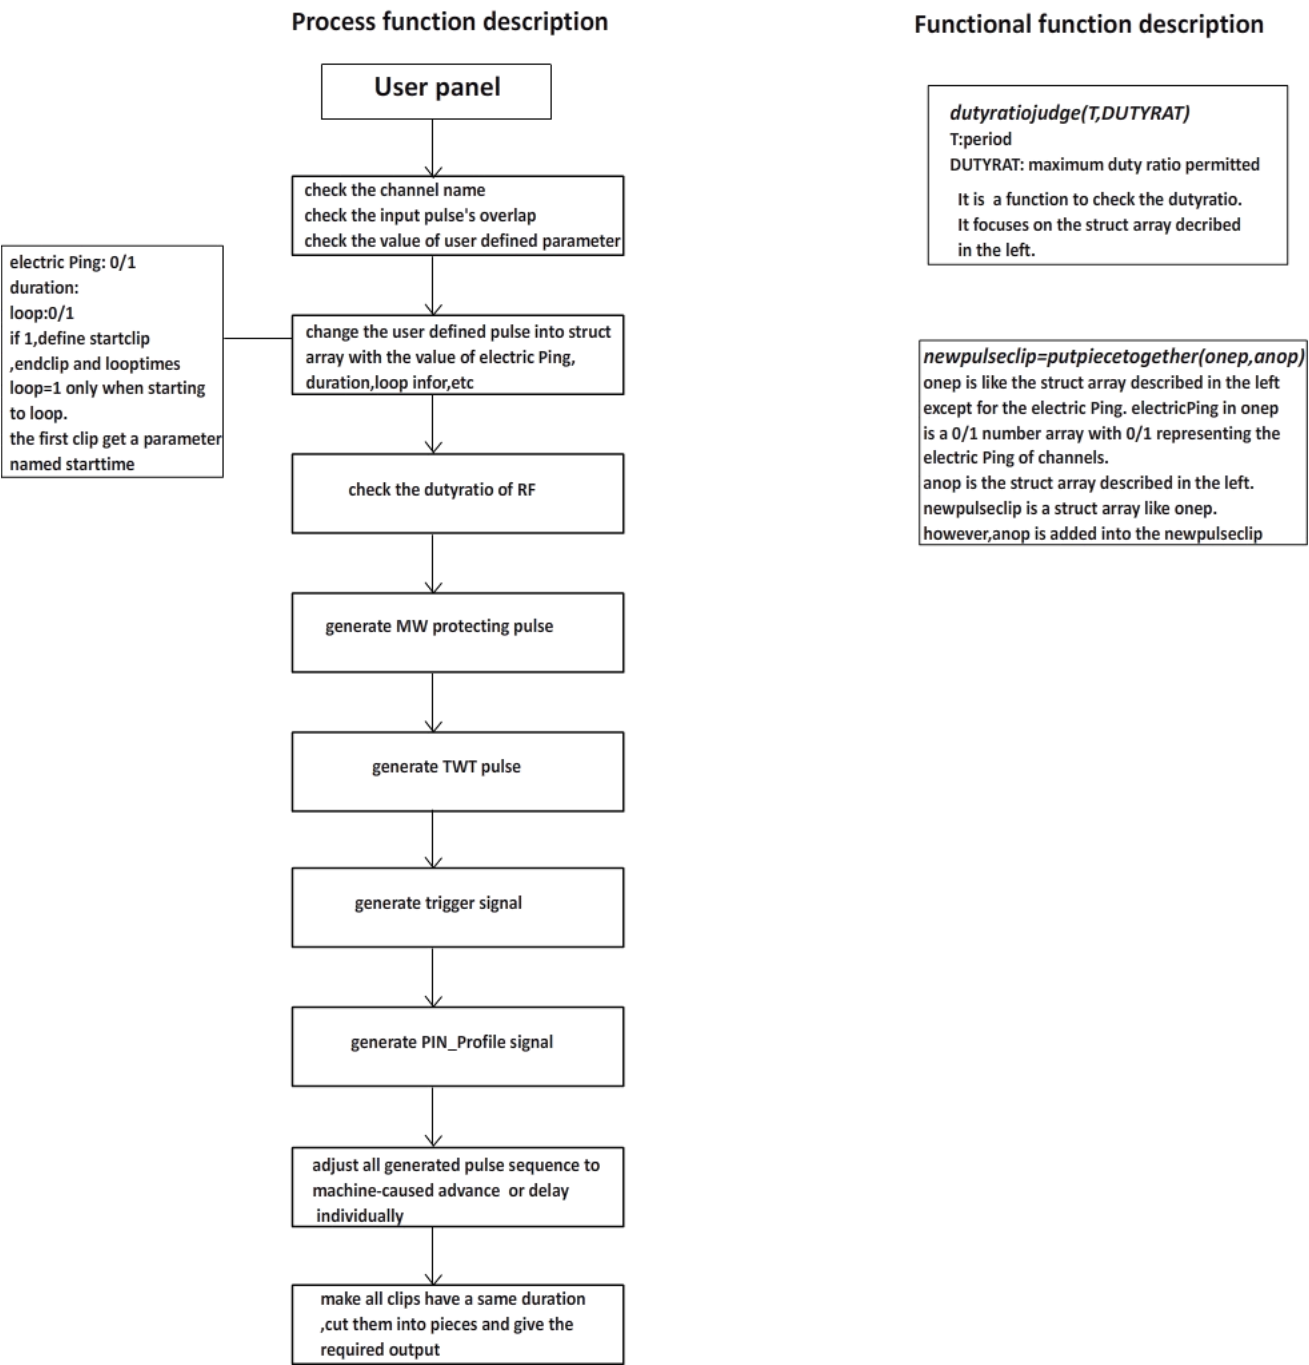 Process function description
User panel
check the channel name
check the input pulse's overlap
check the value of user defined parameter
electric Ping: 0/1
duration:
loop:0/1
if 1,define startclip
,endclip and looptimes
loop=1 only when starting
to loop.
the first clip get a parameter
named starttime
change the user defined pulse into struct
array with the value of electric Ping,
duration,loop infor,etc
check the dutyratio of RF
generate MW protecting pulse
generate TWT pulse
generate trigger signal
generate PIN_Profile signal
adjust all generated pulse sequence to
machine-caused advance or delay
individually
make all clips have a same duration
,cut them into pieces and give the
required output
Functional function description
dutyratiojudge(T,DUTYRAT)
T:period
DUTYRAT: maximum duty ratio permitted
It is a function to check the dutyratio.
It focuses on the struct array decribed
in the left.
newpulseclip=putpiecetogether(onep,anop)
onep is like the struct array described in the left
except for the electric Ping. electricPing in onep
is a 0/1 number array with 0/1 representing the
electric Ping of channels.
anop is the struct array described in the left.
newpulseclip is a struct array like onep.
however,anop is added into the newpulseclip